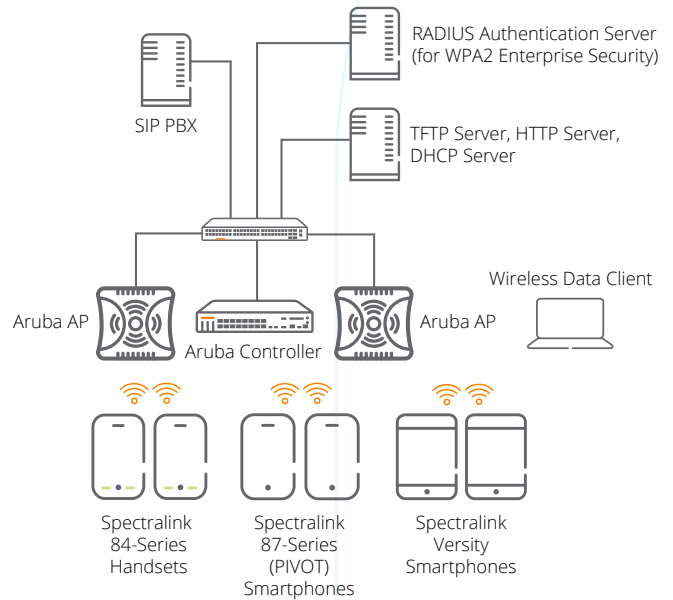 RADIUS Authentication Server
(for WPA2 Enterprise Security)
SIP PBX
TFTP Server, HTTP Server,
DHCP Server
Wireless Data Client
Aruba AP
Aruba Controller
Aruba AP
Spectralink
84-Series
Handsets
Spectralink
87-Series
(PIVOT)
Smartphones
Spectralink
Versity
Smartphones